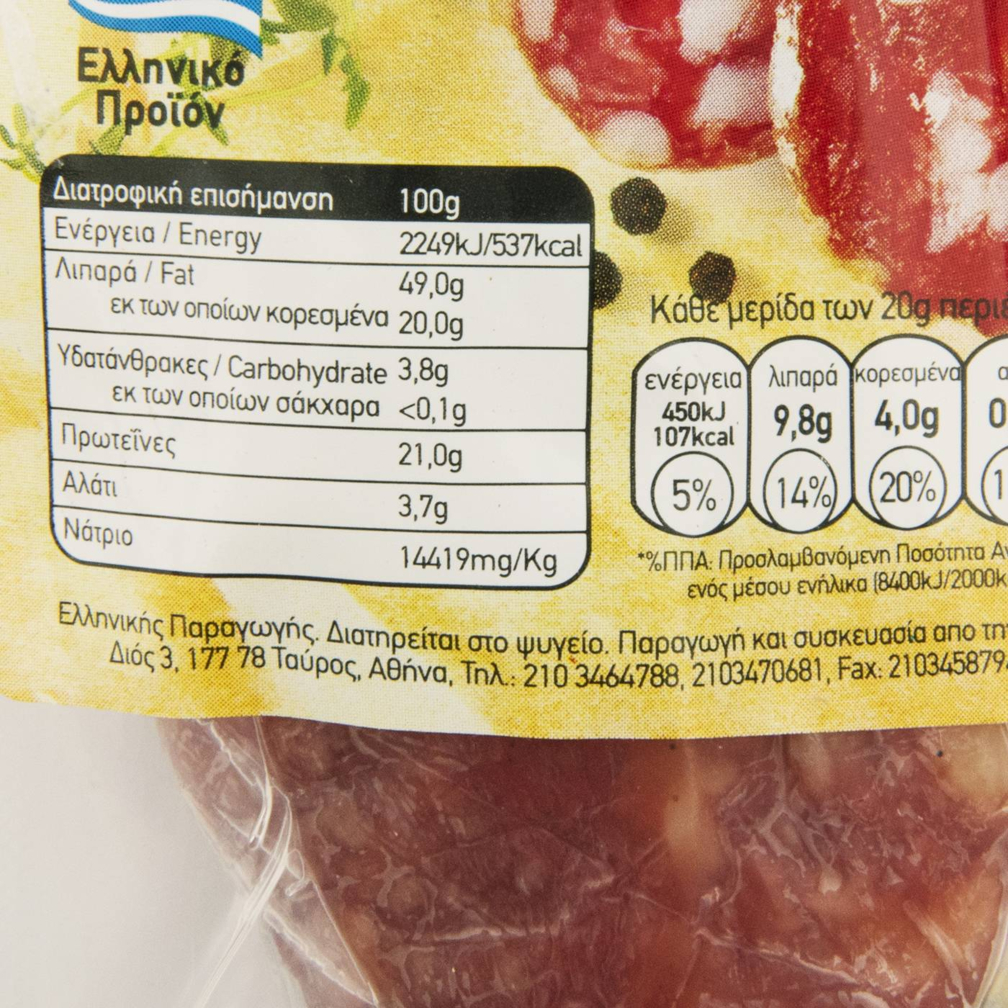 Ελληνικό
Προϊόν
Διατροφική επισήμανση 100g
Ενέργεια / Energy 2249kJ/537kcal
Λιπαρά / Fat 49,0g
εκ των οποίων κορεσμένα 20,0g
Υδατάνθρακες / Carbohydrate 3,8g
εκ των οποίων σάκχαρα <0,1g
Πρωτεΐνες 21,0g
Αλάτι 3,7g
Νάτριο 14419mg/Kg
Κάθε μερίδα των 20g
ενέργεια λιπαρά κορεσμένα
450kJ 9,8g 4,0g
107kcal
5% 14% 20%
*%ΠΠΑ: Προσλαμβανόμενη Ποσότητα
ενός μέσου ενήλικα (8400kJ/2000k
Ελληνικής Παραγωγής. Διατηρείται στο ψυγείο. Παραγωγή και συσκευασία απο
Διός 3, 177 78 Ταύρος, Αθήνα, Τηλ.: 210 3464788, 2103470681, Fax: 210345879